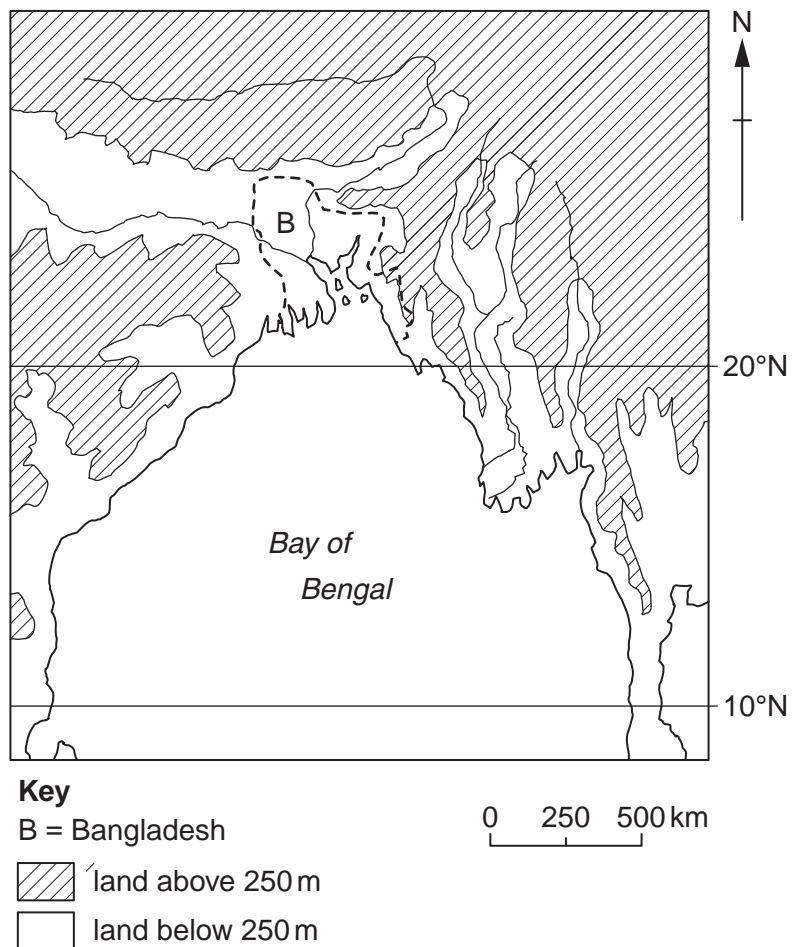 N
B
20°N
Bay of
Bengal
10°N
Key
B = Bangladesh
0 250 500 km
land above 250 m
land below 250 m